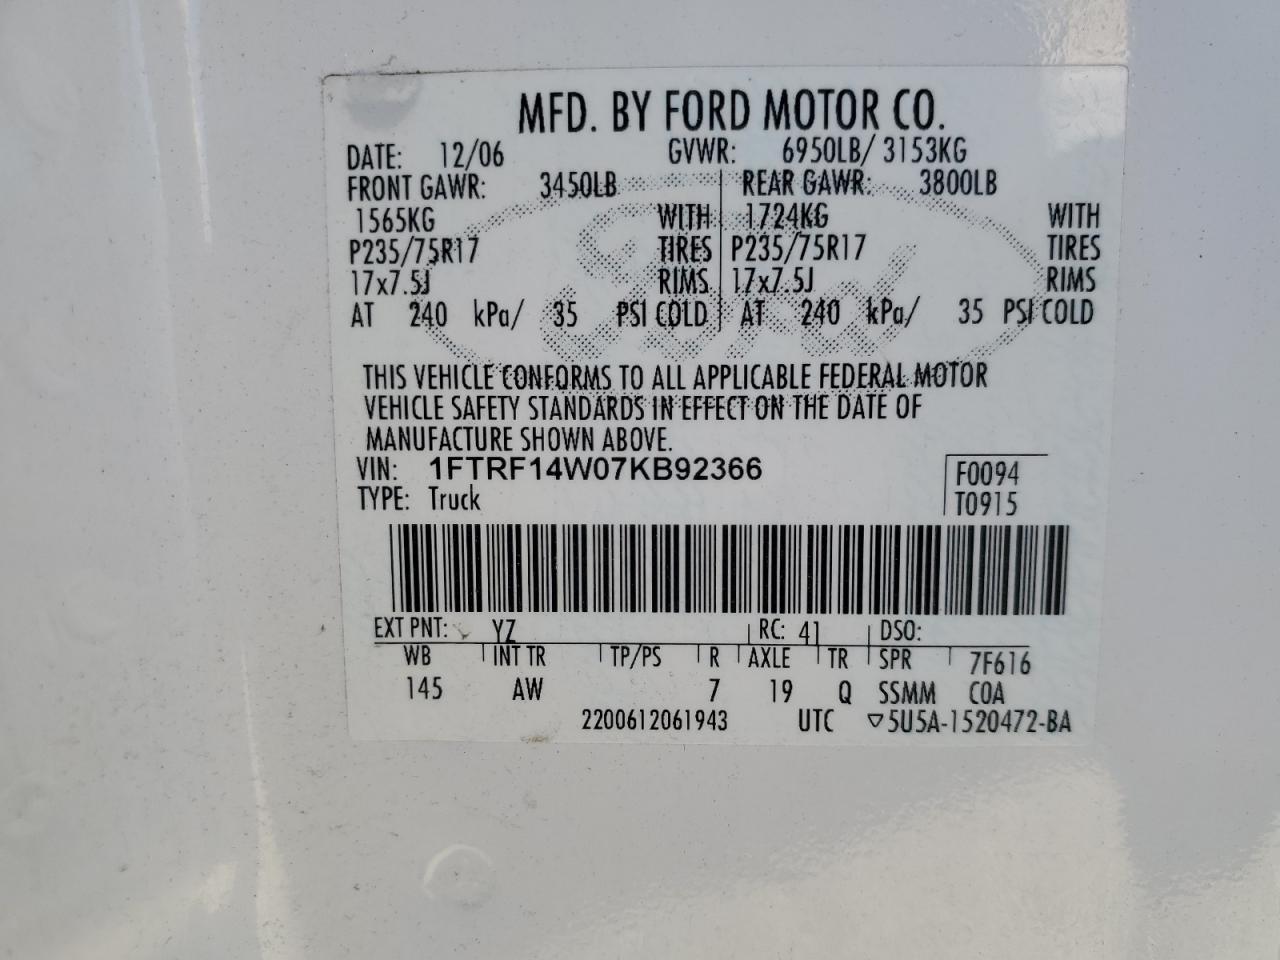 MFD. BY FORD MOTOR CO.
DATE: 12/06 GVWR: 6950LB/ 3153KG
FRONT GAWR: 3450LB REAR GAWR: 3800LB
1565KG WITH 1724KG WITH
P235/75R17 TIRES P235/75R17 TIRES
17x7.5J RIMS 17x7.5J RIMS
AT 240 kPa/ 35 PSI COLD AT 240 kPa/ 35 PSI COLD
Ford
THIS VEHICLE CONFORMS TO ALL APPLICABLE FEDERAL MOTOR
VEHICLE SAFETY STANDARDS IN EFFECT ON THE DATE OF
MANUFACTURE SHOWN ABOVE.
VIN: 1FTRF14W07KB92366 F0094
TYPE: Truck T0915
EXT PNT: YZ RC: 41 DSO:
WB INT TR TP/PS R AXLE TR SPR 7F616
145 AW 7 19 Q SSMM COA
2200612061943 UTC ▽5U5A-1520472-BA